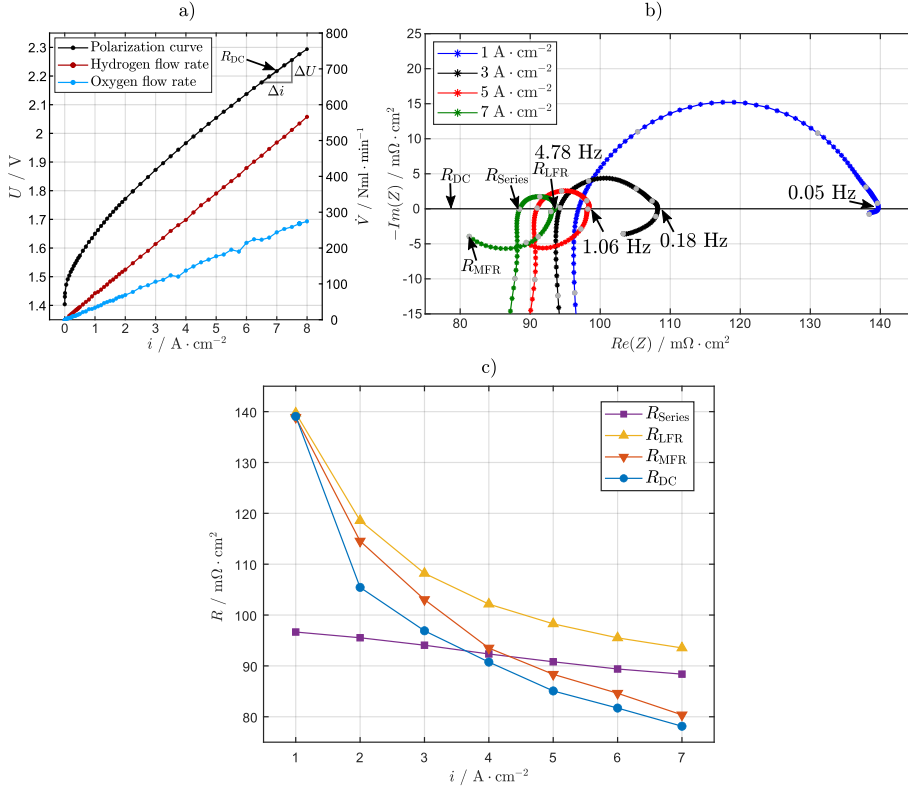 a)
Polarization curve
Hydrogen flow rate
Oxygen flow rate
R_DC
ΔU
Δi
2.3
2.2
2.1
2
1.9
1.8
1.7
1.6
1.5
1.4
U / V
800
700
600
500
400
300
200
100
0
V̇ / Nml · min⁻¹
0 1 2 3 4 5 6 7 8
i / A · cm⁻²
b)
1 A · cm⁻²
3 A · cm⁻²
5 A · cm⁻²
7 A · cm⁻²
25
20
15
10
5
0
-5
-10
-15
−Im(Z) / mΩ · cm²
4.78 Hz
R_DC
R_Series
R_LFR
0.05 Hz
R_MFR
1.06 Hz
0.18 Hz
80 90 100 110 120 130 140
Re(Z) / mΩ · cm²
c)
R_Series
R_LFR
R_MFR
R_DC
140
130
120
110
100
90
80
R / mΩ · cm²
1 2 3 4 5 6 7
i / A · cm⁻²